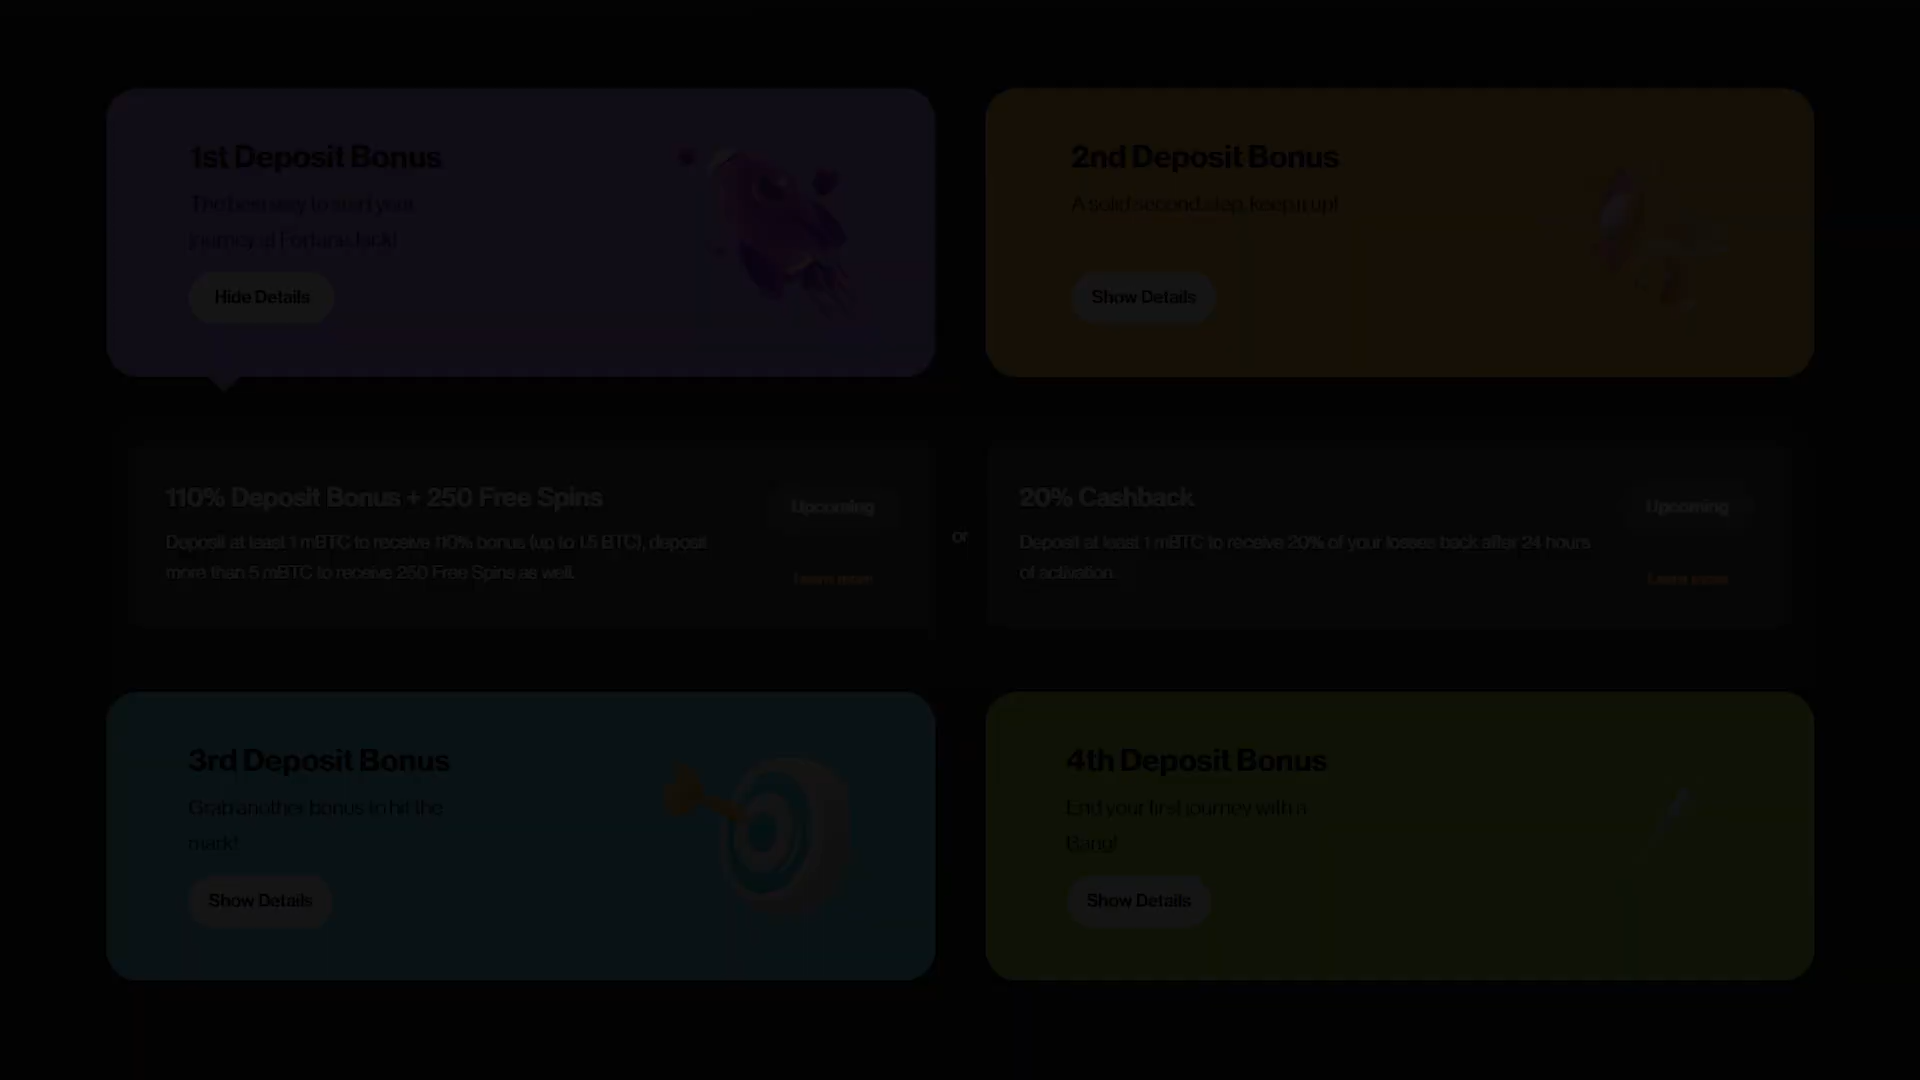 1st Deposit Bonus
The best way to start your
journey at FortuneJack!
Hide Details
2nd Deposit Bonus
A solid second step, keep it up!
Show Details
110% Deposit Bonus + 250 Free Spins
Upcoming
Deposit at least 1 mBTC to receive 110% bonus (up to 1.5 BTC), deposit
more than 5 mBTC to receive 250 Free Spins as well.
Learn more
or
20% Cashback
Upcoming
Deposit at least 1 mBTC to receive 20% of your losses back after 24 hours
of activation.
Learn more
3rd Deposit Bonus
Grab another bonus to hit the
mark!
Show Details
4th Deposit Bonus
End your first journey with a
Bang!
Show Details